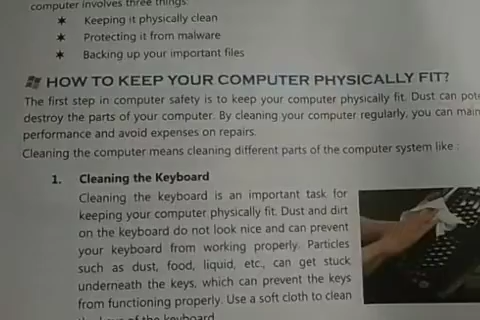 computer involves three things:
✶ Keeping it physically clean
✶ Protecting it from malware
✶ Backing up your important files
HOW TO KEEP YOUR COMPUTER PHYSICALLY FIT?
The first step in computer safety is to keep your computer physically fit. Dust can
destroy the parts of your computer. By cleaning your computer regularly, you can
performance and avoid expenses on repairs.
Cleaning the computer means cleaning different parts of the computer system like :
1. Cleaning the Keyboard
Cleaning the keyboard is an important task for
keeping your computer physically fit. Dust and dirt
on the keyboard do not look nice and can prevent
your keyboard from working properly. Particles
such as dust, food, liquid, etc., can get stuck
underneath the keys, which can prevent the keys
from functioning properly. Use a soft cloth to clean
the keys of the keyboard.